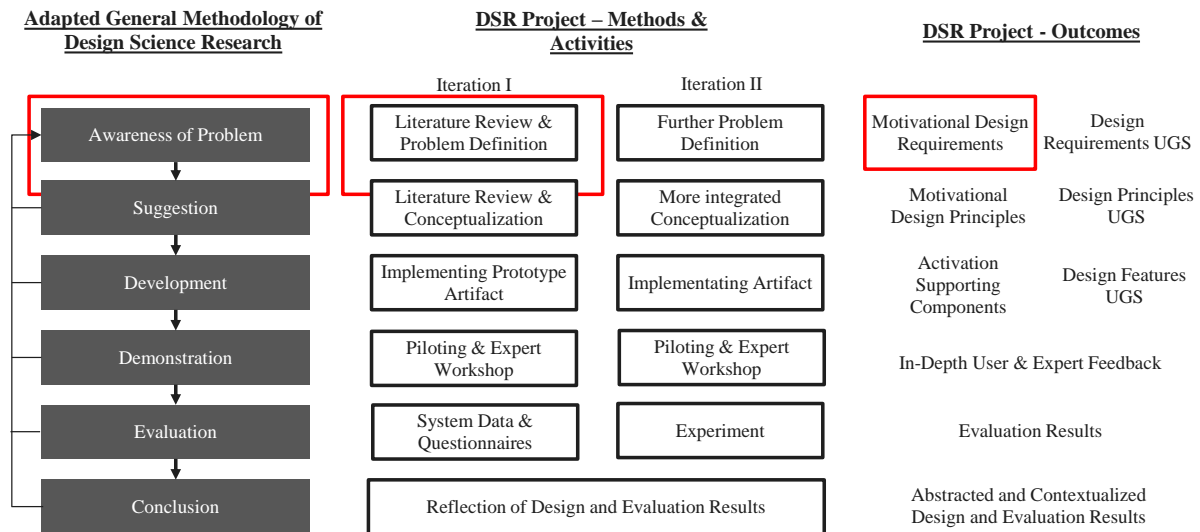 Adapted General Methodology of
Design Science Research
DSR Project – Methods &
Activities
DSR Project - Outcomes
Iteration I
Iteration II
Awareness of Problem
Literature Review &
Problem Definition
Further Problem
Definition
Motivational Design
Requirements
Design
Requirements UGS
Suggestion
Literature Review &
Conceptualization
More integrated
Conceptualization
Motivational
Design Principles
Design Principles
UGS
Development
Implementing Prototype
Artifact
Implementating Artifact
Activation
Supporting
Components
Design Features
UGS
Demonstration
Piloting & Expert
Workshop
Piloting & Expert
Workshop
In-Depth User & Expert Feedback
Evaluation
System Data &
Questionnaires
Experiment
Evaluation Results
Conclusion
Reflection of Design and Evaluation Results
Abstracted and Contextualized
Design and Evaluation Results